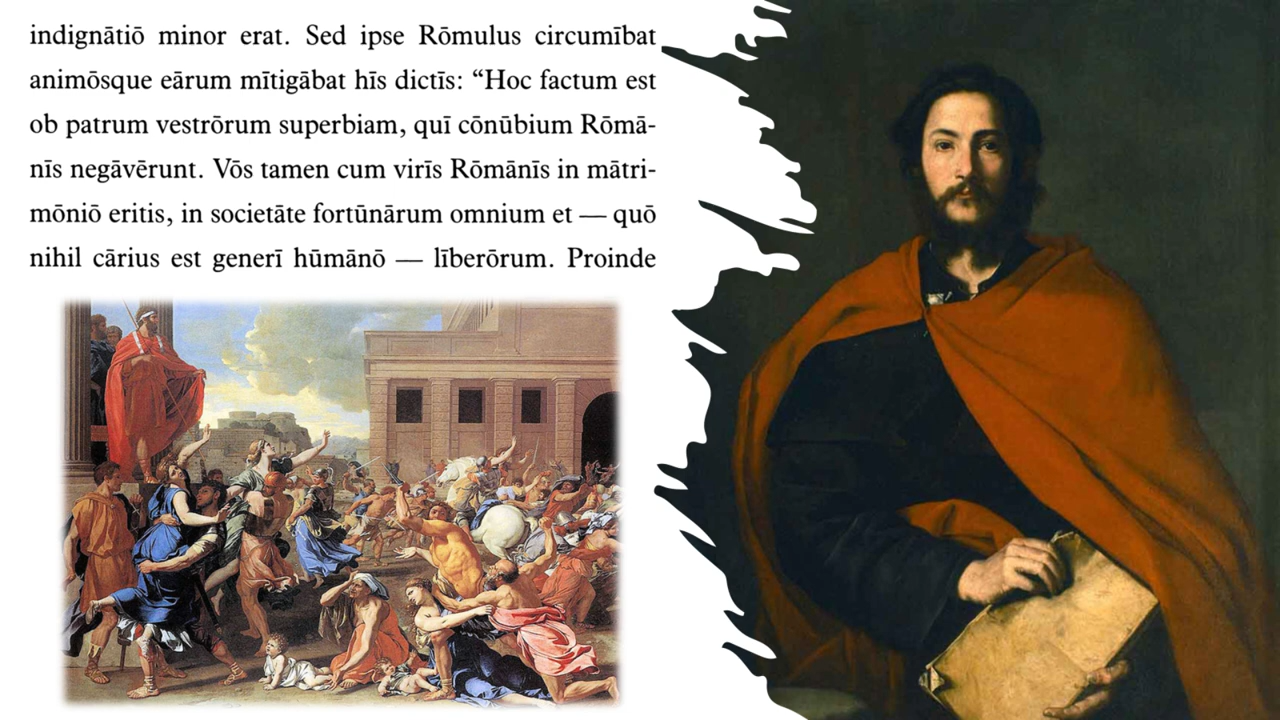 indignātiō minor erat. Sed ipse Rōmulus circumībat
animōsque eārum mītigābat hīs dictīs: “Hoc factum est
ob patrum vestrōrum superbiam, quī cōnūbium Rōmā-
nīs negāvērunt. Vōs tamen cum virīs Rōmānīs in mātri-
mōniō eritis, in societāte fortūnārum omnium et — quō
nihil cārius est generī hūmānō — līberōrum. Proinde